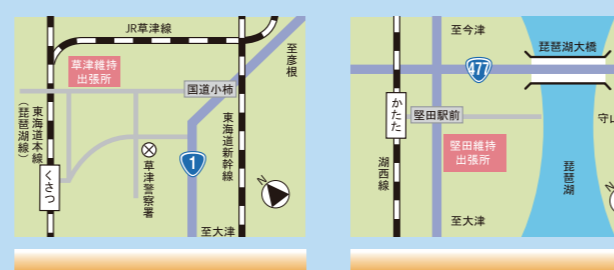 JR草津線
草津維持
出張所
至彦根
国道小柿
東海道本線
(琵琶湖線)
くさつ
草津警察署
1
東海道新幹線
N
至大津
至今津
琵琶湖大橋
477
かたた
堅田駅前
堅田維持
出張所
守山
湖西線
琵琶湖
至大津
N